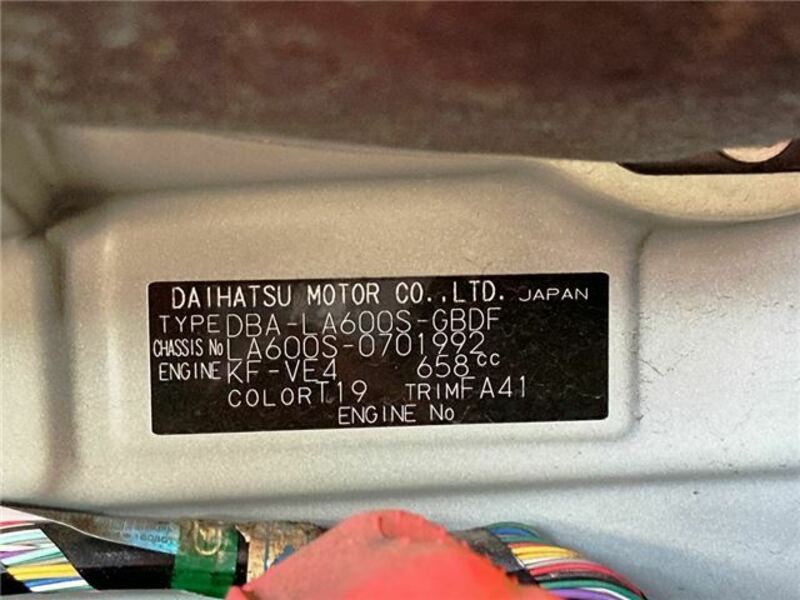 DAIHATSU MOTOR CO.,LTD. JAPAN
TYPE DBA-LA600S-GBDF
CHASSIS No LA600S-0701992
ENGINE KF-VE4 658cc
COLOR T19 TRIM FA41
ENGINE No